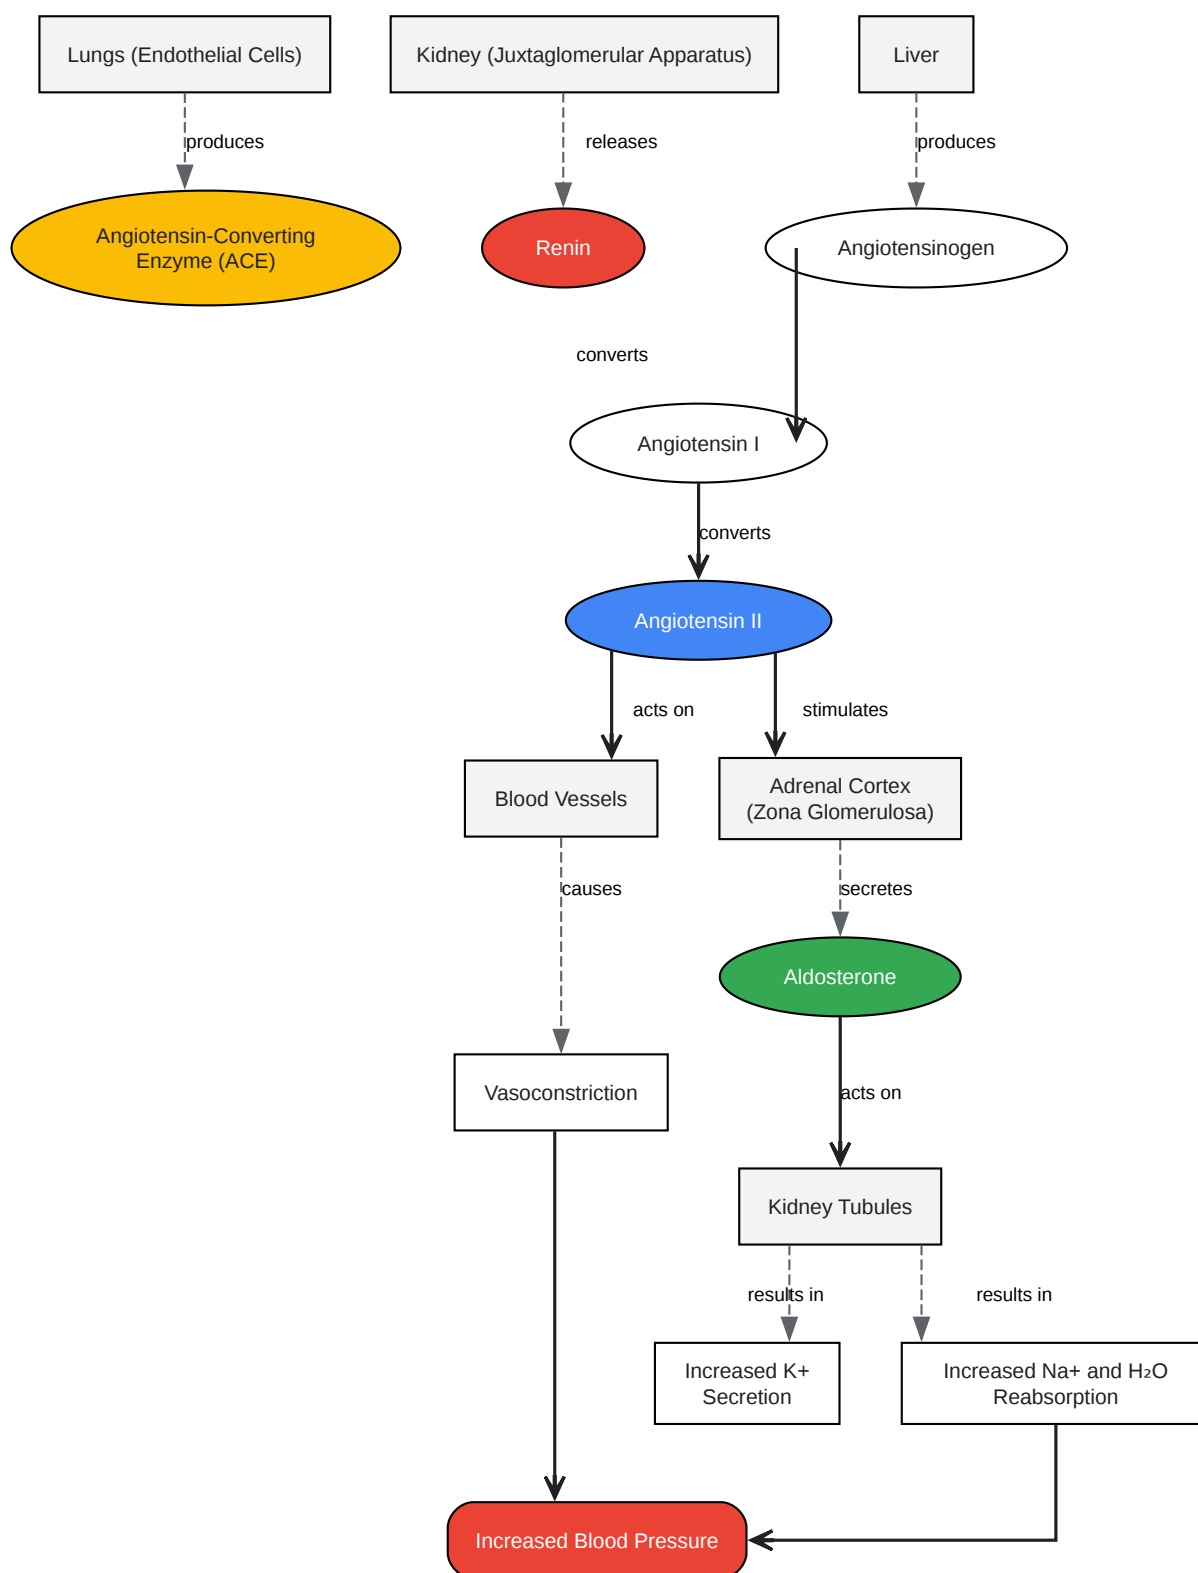 Lungs (Endothelial Cells)
Kidney (Juxtaglomerular Apparatus)
Liver
produces
releases
produces
Angiotensin-Converting
Enzyme (ACE)
Renin
Angiotensinogen
converts
Angiotensin I
converts
Angiotensin II
acts on
stimulates
Blood Vessels
Adrenal Cortex
(Zona Glomerulosa)
causes
secretes
Aldosterone
Vasoconstriction
acts on
Kidney Tubules
results in
results in
Increased K+
Secretion
Increased Na+ and H₂O
Reabsorption
Increased Blood Pressure